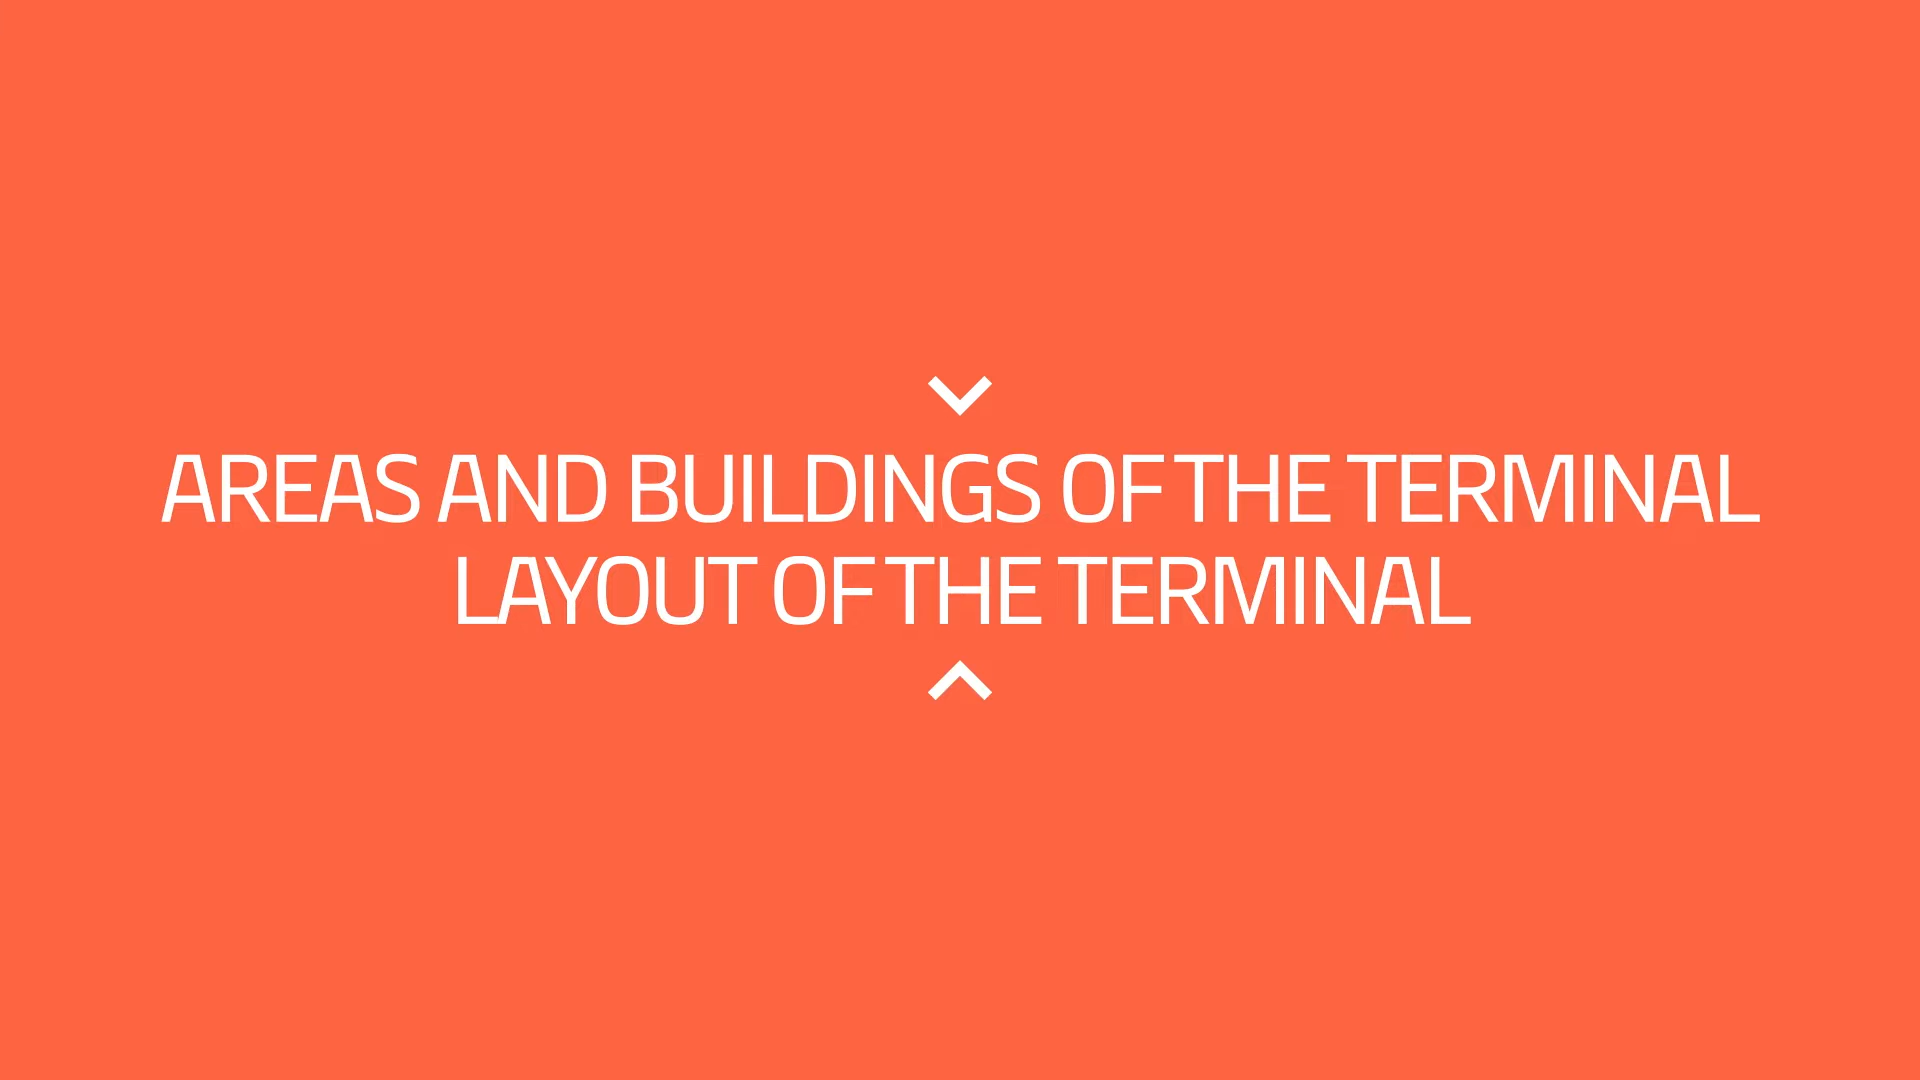 AREAS AND BUILDINGS OF THE TERMINAL
LAYOUT OF THE TERMINAL